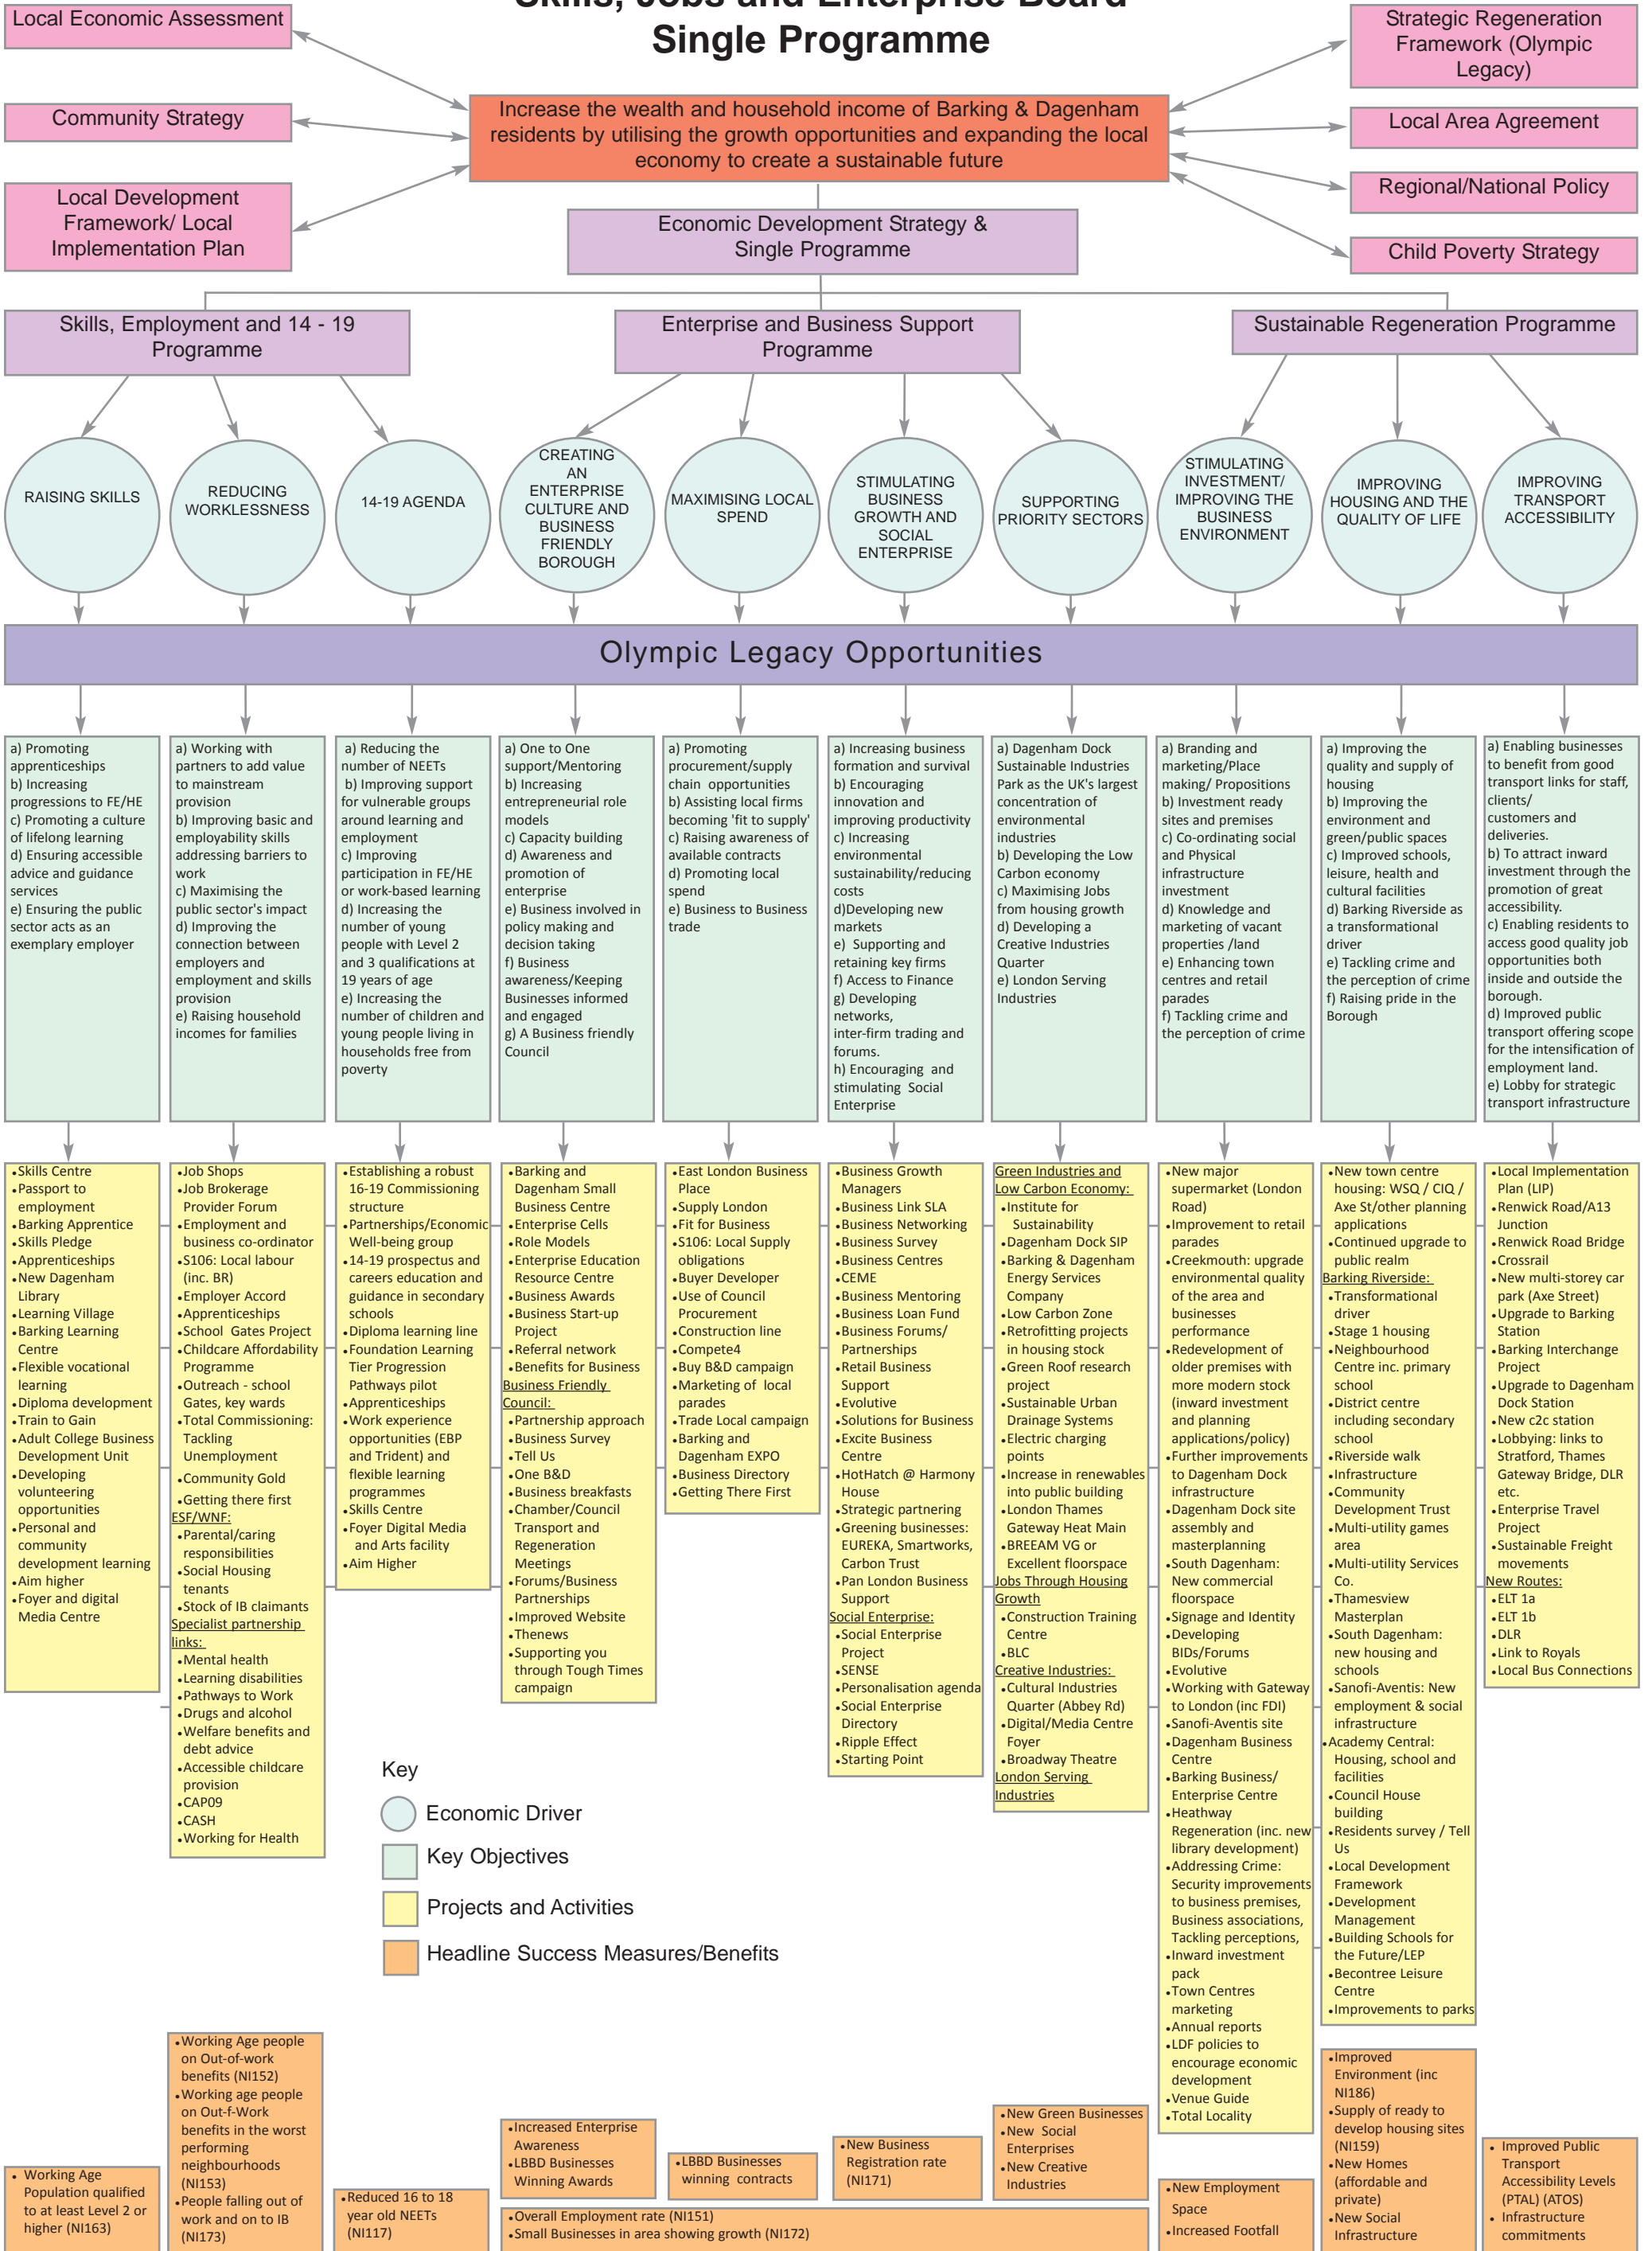 Skills, Jobs and Enterprise Board
Single Programme
Local Economic Assessment
Community Strategy
Local Development
Framework/ Local
Implementation Plan
Strategic Regeneration
Framework (Olympic
Legacy)
Local Area Agreement
Regional/National Policy
Child Poverty Strategy
Increase the wealth and household income of Barking & Dagenham
residents by utilising the growth opportunities and expanding the local
economy to create a sustainable future
Economic Development Strategy &
Single Programme
Skills, Employment and 14 - 19
Programme
Enterprise and Business Support
Programme
Sustainable Regeneration Programme
RAISING SKILLS
REDUCING
WORKLESSNESS
14-19 AGENDA
CREATING
AN
ENTERPRISE
CULTURE AND
BUSINESS
FRIENDLY
BOROUGH
MAXIMISING LOCAL
SPEND
STIMULATING
BUSINESS
GROWTH AND
SOCIAL
ENTERPRISE
SUPPORTING
PRIORITY SECTORS
STIMULATING
INVESTMENT/
IMPROVING THE
BUSINESS
ENVIRONMENT
IMPROVING
HOUSING AND THE
QUALITY OF LIFE
IMPROVING
TRANSPORT
ACCESSIBILITY
Olympic Legacy Opportunities
a) Promoting
apprenticeships
b) Increasing
progressions to FE/HE
c) Promoting a culture
of lifelong learning
d) Ensuring accessible
advice and guidance
services
e) Ensuring the public
sector acts as an
exemplary employer
a) Working with
partners to add value
to mainstream
provision
b) Improving basic and
employability skills
addressing barriers to
work
c) Maximising the
public sector's impact
d) Improving the
connection between
employers and
employment and skills
provision
e) Raising household
incomes for families
a) Reducing the
number of NEETs
b) Improving support
for vulnerable groups
around learning and
employment
c) Improving
participation in FE/HE
or work-based learning
d) Increasing the
number of young
people with Level 2
and 3 qualifications at
19 years of age
e) Increasing the
number of children and
young people living in
households free from
poverty
a) One to One
support/Mentoring
b) Increasing
entrepreneurial role
models
c) Capacity building
d) Awareness and
promotion of
enterprise
e) Business involved in
policy making and
decision taking
f) Business
awareness/Keeping
Businesses informed
and engaged
g) A Business friendly
Council
a) Promoting
procurement/supply
chain opportunities
b) Assisting local firms
becoming 'fit to supply'
c) Raising awareness of
available contracts
d) Promoting local
spend
e) Business to Business
trade
a) Increasing business
formation and survival
b) Encouraging
innovation and
improving productivity
c) Increasing
environmental
sustainability/reducing
costs
d)Developing new
markets
e) Supporting and
retaining key firms
f) Access to Finance
g) Developing
networks,
inter-firm trading and
forums.
h) Encouraging and
stimulating Social
Enterprise
a) Dagenham Dock
Sustainable Industries
Park as the UK's largest
concentration of
environmental
industries
b) Developing the Low
Carbon economy
c) Maximising Jobs
from housing growth
d) Developing a
Creative Industries
Quarter
e) London Serving
Industries
a) Branding and
marketing/Place
making/ Propositions
b) Investment ready
sites and premises
c) Co-ordinating social
and Physical
infrastructure
investment
d) Knowledge and
marketing of vacant
properties /land
e) Enhancing town
centres and retail
parades
f) Tackling crime and
the perception of crime
a) Improving the
quality and supply of
housing
b) Improving the
environment and
green/public spaces
c) Improved schools,
leisure, health and
cultural facilities
d) Barking Riverside as
a transformational
driver
e) Tackling crime and
the perception of crime
f) Raising pride in the
Borough
a) Enabling businesses
to benefit from good
transport links for staff,
clients/
customers and
deliveries.
b) To attract inward
investment through the
promotion of great
accessibility.
c) Enabling residents to
access good quality job
opportunities both
inside and outside the
borough.
d) Improved public
transport offering scope
for the intensification of
employment land.
e) Lobby for strategic
transport infrastructure
•Skills Centre
•Passport to
employment
•Barking Apprentice
•Skills Pledge
•Apprenticeships
•New Dagenham
Library
•Learning Village
•Barking Learning
Centre
•Flexible vocational
learning
•Diploma development
•Train to Gain
•Adult College Business
Development Unit
•Developing
volunteering
opportunities
•Personal and
community
development learning
•Aim higher
•Foyer and digital
Media Centre
•Job Shops
•Job Brokerage
Provider Forum
•Employment and
business co-ordinator
•S106: Local labour
(inc. BR)
•Employer Accord
•Apprenticeships
•School Gates Project
•Childcare Affordability
Programme
•Outreach - school
Gates, key wards
•Total Commissioning:
Tackling
Unemployment
•Community Gold
•Getting there first
ESF/WNF:
•Parental/caring
responsibilities
•Social Housing
tenants
•Stock of IB claimants
Specialist partnership
links:
•Mental health
•Learning disabilities
•Pathways to Work
•Drugs and alcohol
•Welfare benefits and
debt advice
•Accessible childcare
provision
•CAP09
•CASH
•Working for Health
•Establishing a robust
16-19 Commissioning
structure
•Partnerships/Economic
Well-being group
•14-19 prospectus and
careers education and
guidance in secondary
schools
•Diploma learning line
•Foundation Learning
Tier Progression
Pathways pilot
•Apprenticeships
•Work experience
opportunities (EBP
and Trident) and
flexible learning
programmes
•Skills Centre
•Foyer Digital Media
and Arts facility
•Aim Higher
•Barking and
Dagenham Small
Business Centre
•Enterprise Cells
•Role Models
•Enterprise Education
Resource Centre
•Business Awards
•Business Start-up
Project
•Referral network
•Benefits for Business
Business Friendly
Council:
•Partnership approach
•Business Survey
•Tell Us
•One B&D
•Business breakfasts
•Chamber/Council
Transport and
Regeneration
Meetings
•Forums/Business
Partnerships
•Improved Website
•Thenews
•Supporting you
through Tough Times
campaign
•East London Business
Place
•Supply London
•Fit for Business
•S106: Local Supply
obligations
•Buyer Developer
•Use of Council
Procurement
•Construction line
•Compete4
•Buy B&D campaign
•Marketing of local
parades
•Trade Local campaign
•Barking and
Dagenham EXPO
•Business Directory
•Getting There First
•Business Growth
Managers
•Business Link SLA
•Business Networking
•Business Survey
•Business Centres
•CEME
•Business Mentoring
•Business Loan Fund
•Business Forums/
Partnerships
•Retail Business
Support
•Evolutive
•Solutions for Business
•Excite Business
Centre
•HotHatch @ Harmony
House
•Strategic partnering
•Greening businesses:
EUREKA, Smartworks,
Carbon Trust
•Pan London Business
Support
Social Enterprise:
•Social Enterprise
Project
•SENSE
•Personalisation agenda
•Social Enterprise
Directory
•Ripple Effect
•Starting Point
Green Industries and
Low Carbon Economy:
•Institute for
Sustainability
•Dagenham Dock SIP
•Barking & Dagenham
Energy Services
Company
•Low Carbon Zone
•Retrofitting projects
in housing stock
•Green Roof research
project
•Sustainable Urban
Drainage Systems
•Electric charging
points
•Increase in renewables
into public building
•London Thames
Gateway Heat Main
•BREEAM VG or
Excellent floorspace
Jobs Through Housing
Growth
•Construction Training
Centre
•BLC
Creative Industries:
•Cultural Industries
Quarter (Abbey Rd)
•Digital/Media Centre
Foyer
•Broadway Theatre
London Serving
Industries
•New major
supermarket (London
Road)
•Improvement to retail
parades
•Creekmouth: upgrade
environmental quality
of the area and
businesses
performance
•Redevelopment of
older premises with
more modern stock
(inward investment
and planning
applications/policy)
•Further improvements
to Dagenham Dock
infrastructure
•Dagenham Dock site
assembly and
masterplanning
•South Dagenham:
New commercial
floorspace
•Signage and Identity
•Developing
BIDs/Forums
•Evolutive
•Working with Gateway
to London (inc FDI)
•Sanofi-Aventis site
•Dagenham Business
Centre
•Barking Business/
Enterprise Centre
•Heathway
Regeneration (inc. new
library development)
•Addressing Crime:
Security improvements
to business premises,
Business associations,
Tackling perceptions,
•Inward investment
pack
•Town Centres
marketing
•Annual reports
•LDF policies to
encourage economic
development
•Venue Guide
•Total Locality
•New town centre
housing: WSQ / CIQ /
Axe St/other planning
applications
•Continued upgrade to
public realm
Barking Riverside:
•Transformational
driver
•Stage 1 housing
•Neighbourhood
Centre inc. primary
school
•District centre
including secondary
school
•Riverside walk
•Infrastructure
•Community
Development Trust
•Multi-utility games
area
•Multi-utility Services
Co.
•Thamesview
Masterplan
•South Dagenham:
new housing and
schools
•Sanofi-Aventis: New
employment & social
infrastructure
•Academy Central:
Housing, school and
facilities
•Council House
building
•Residents survey / Tell
Us
•Local Development
Framework
•Development
Management
•Building Schools for
the Future/LEP
•Becontree Leisure
Centre
•Improvements to parks
•Local Implementation
Plan (LIP)
•Renwick Road/A13
Junction
•Renwick Road Bridge
•Crossrail
•New multi-storey car
park (Axe Street)
•Upgrade to Barking
Station
•Barking Interchange
Project
•Upgrade to Dagenham
Dock Station
•New c2c station
•Lobbying: links to
Stratford, Thames
Gateway Bridge, DLR
etc.
•Enterprise Travel
Project
•Sustainable Freight
movements
New Routes:
•ELT 1a
•ELT 1b
•DLR
•Link to Royals
•Local Bus Connections
Key
Economic Driver
Key Objectives
Projects and Activities
Headline Success Measures/Benefits
• Working Age
Population qualified
to at least Level 2 or
higher (NI163)
•Working Age people
on Out-of-work
benefits (NI152)
•Working age people
on Out-f-Work
benefits in the worst
performing
neighbourhoods
(NI153)
•People falling out of
work and on to IB
(NI173)
•Reduced 16 to 18
year old NEETs
(NI117)
•Increased Enterprise
Awareness
•LBBD Businesses
Winning Awards
•LBBD Businesses
winning contracts
•New Business
Registration rate
(NI171)
•New Green Businesses
•New Social
Enterprises
•New Creative
Industries
•Overall Employment rate (NI151)
•Small Businesses in area showing growth (NI172)
•New Employment
Space
•Increased Footfall
•Improved
Environment (inc
NI186)
•Supply of ready to
develop housing sites
(NI159)
•New Homes
(affordable and
private)
•New Social
Infrastructure
• Improved Public
Transport
Accessibility Levels
(PTAL) (ATOS)
• Infrastructure
commitments